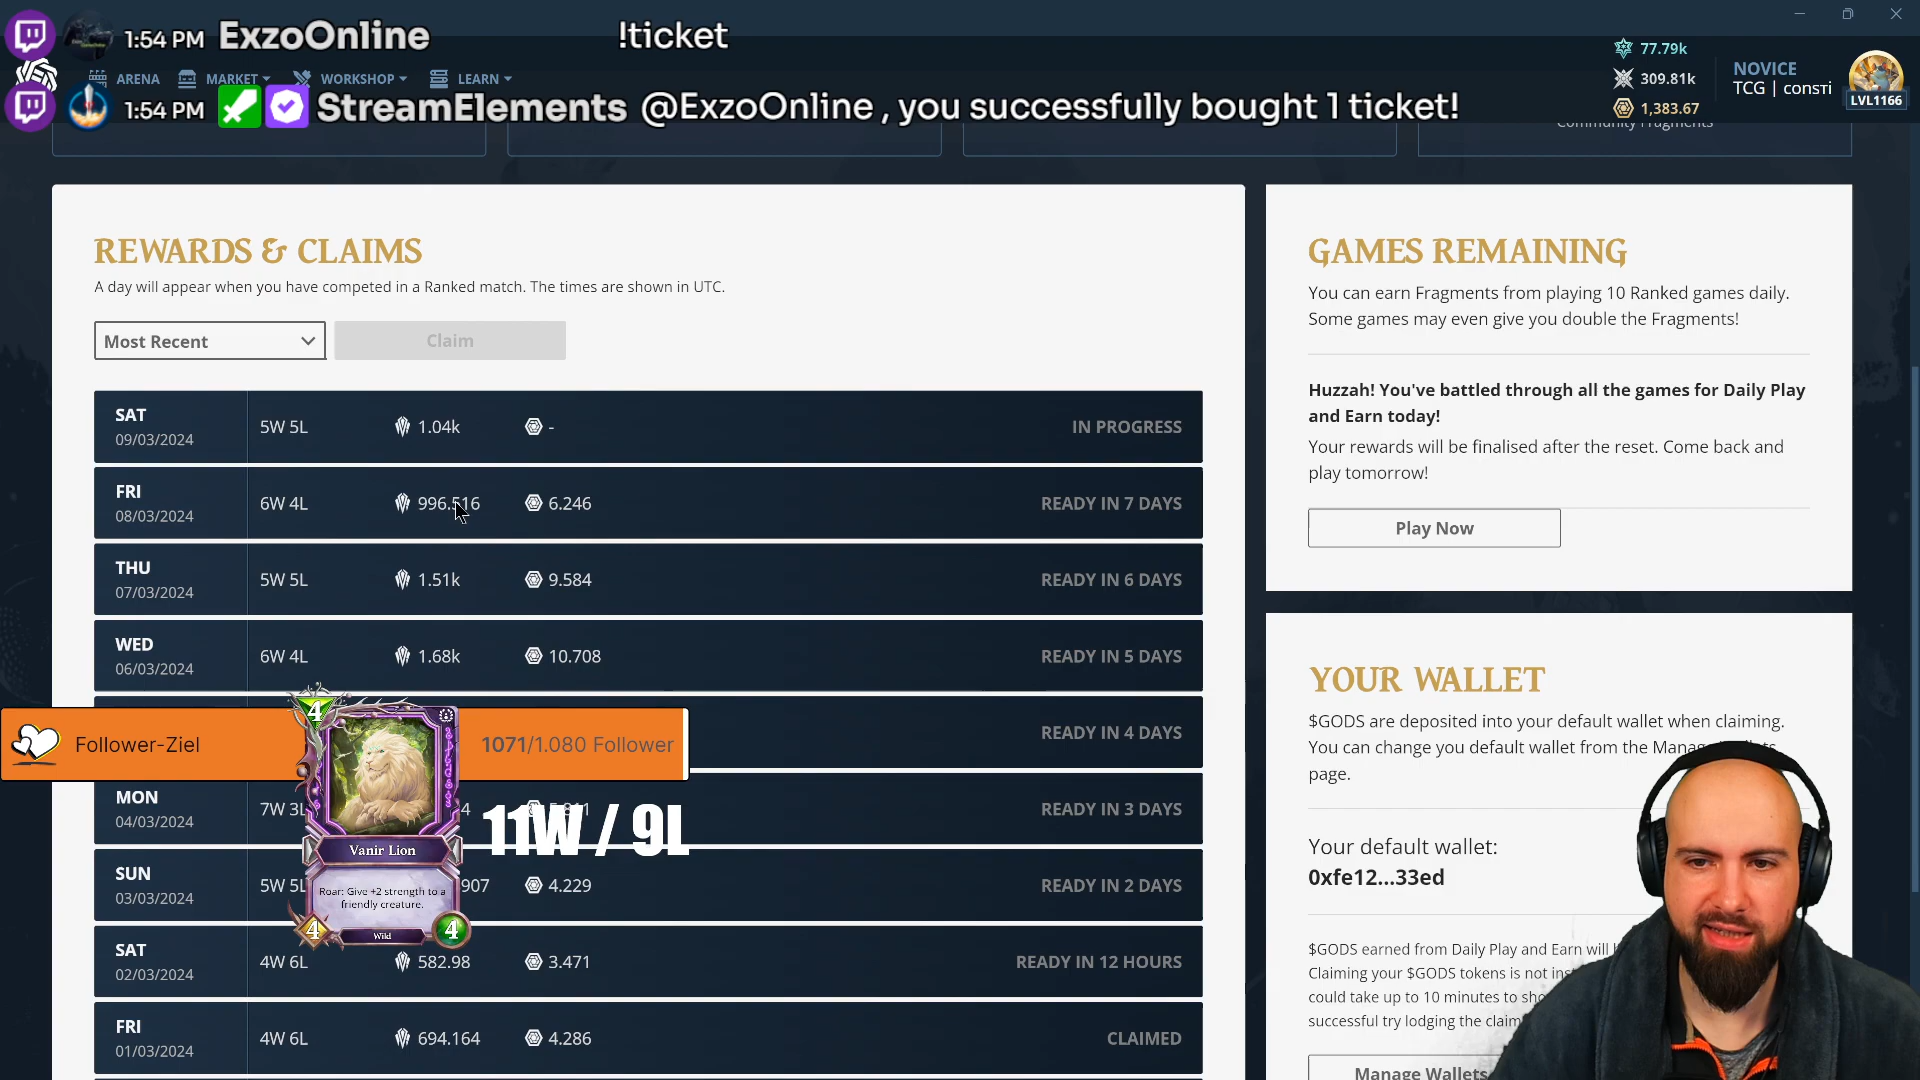 1:54 PM ExzoOnline !ticket
ARENA MARKET WORKSHOP LEARN
77.79k
309.81k
1,383.67
NOVICE
TCG | consti
LVL1166
1:54 PM StreamElements @ExzoOnline , you successfully bought 1 ticket!
Community Fragments
REWARDS & CLAIMS
A day will appear when you have competed in a Ranked match. The times are shown in UTC.
Most Recent Claim
SAT
09/03/2024
5W 5L 1.04k - IN PROGRESS
FRI
08/03/2024
6W 4L 996.516 6.246 READY IN 7 DAYS
THU
07/03/2024
5W 5L 1.51k 9.584 READY IN 6 DAYS
WED
06/03/2024
6W 4L 1.68k 10.708 READY IN 5 DAYS
READY IN 4 DAYS
Follower-Ziel 1071/1.080 Follower
MON
04/03/2024
7W 3L READY IN 3 DAYS
11W / 9L
SUN
03/03/2024
5W 5L 4.229 READY IN 2 DAYS
SAT
02/03/2024
4W 6L 582.98 3.471 READY IN 12 HOURS
FRI
01/03/2024
4W 6L 694.164 4.286 CLAIMED
4
Vanir Lion
Roar: Give +2 strength to a
friendly creature.
4 Wild 4
GAMES REMAINING
You can earn Fragments from playing 10 Ranked games daily.
Some games may even give you double the Fragments!
Huzzah! You've battled through all the games for Daily Play
and Earn today!
Your rewards will be finalised after the reset. Come back and
play tomorrow!
Play Now
YOUR WALLET
$GODS are deposited into your default wallet when claiming.
You can change you default wallet from the Manage Wallets
page.
Your default wallet:
0xfe12...33ed
$GODS earned from Daily Play and Earn will
Claiming your $GODS tokens is not
could take up to 10 minutes to
successful try lodging the claim
Manage Wallets